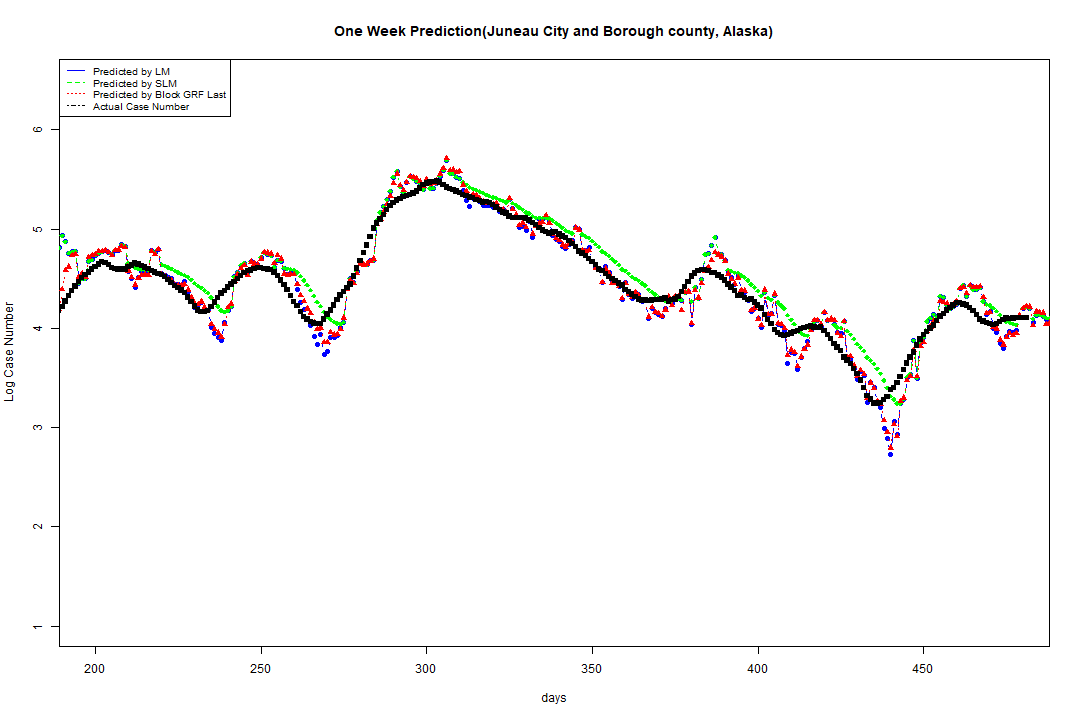 One Week Prediction(Juneau City and Borough county, Alaska)
Predicted by LM
Predicted by SLM
Predicted by Block GRF Last
Actual Case Number
6
5
4
3
2
1
Log Case Number
200 250 300 350 400 450
days